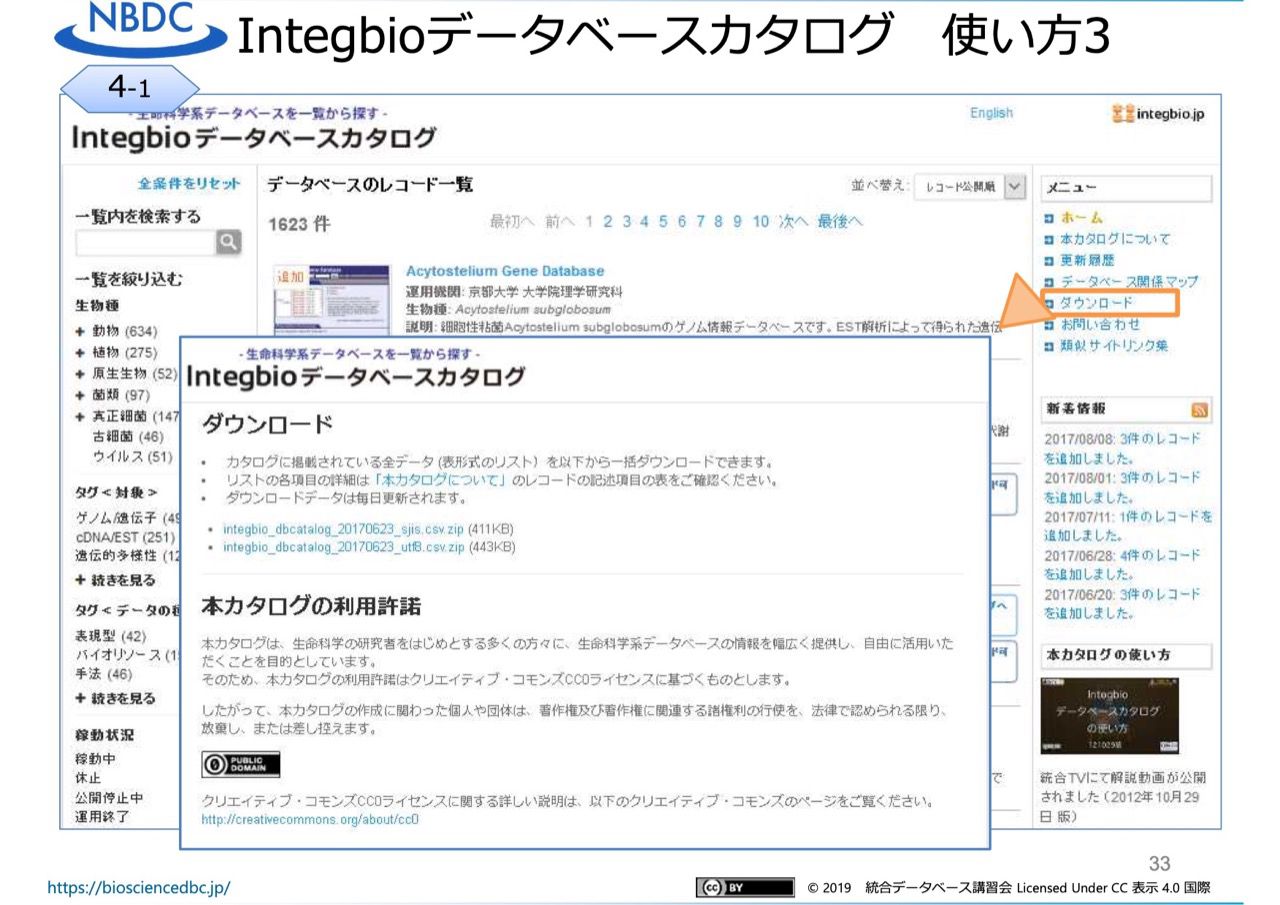 NBDC
Integbioデータベースカタログ　使い方3
4-1
- 生命科学系データベースを一覧から探す -
Integbioデータベースカタログ
English
integbio.jp
全条件をリセット
一覧内を検索する
一覧を絞り込む
生物種
+ 動物 (634)
+ 植物 (275)
+ 原生生物 (52)
+ 菌類 (97)
+ 真正細菌 (147
古細菌 (46)
ウイルス (51)
タグ < 対象 >
ゲノム/遺伝子 (49
cDNA/EST (251)
遺伝的多様性 (12
+ 続きを見る
タグ < データの種
表現型 (42)
バイオリソース (1
手法 (46)
+ 続きを見る
稼動状況
稼動中
休止
公開停止中
運用終了
データベースのレコード一覧
並べ替え: レコード公開順
1623 件
最初へ 前へ 1 2 3 4 5 6 7 8 9 10 次へ 最後へ
追加
Acytostelium Gene Database
運用機関: 京都大学 大学院理学研究科
生物種: Acytostelium subglobosum
説明: 細胞性粘菌Acytostelium subglobosumのゲノム情報データベースです。EST解析によって得られた遺伝
- 生命科学系データベースを一覧から探す -
Integbioデータベースカタログ
ダウンロード
• カタログに掲載されている全データ (表形式のリスト) を以下から一括ダウンロードできます。
• リストの各項目の詳細は「本カタログについて」のレコードの記述項目の表をご確認ください。
• ダウンロードデータは毎日更新されます。
• integbio_dbcatalog_20170623_sjis.csv.zip (411KB)
• integbio_dbcatalog_20170623_utf8.csv.zip (443KB)
本カタログの利用許諾
本カタログは、生命科学の研究者をはじめとする多くの方々に、生命科学系データベースの情報を幅広く提供し、自由に活用いた
だくことを目的としています。
そのため、本カタログの利用許諾はクリエイティブ・コモンズCC0ライセンスに基づくものとします。
したがって、本カタログの作成に関わった個人や団体は、著作権及び著作権に関連する諸権利の行使を、法律で認められる限り、
放棄し、または差し控えます。
PUBLIC
DOMAIN
クリエイティブ・コモンズCC0ライセンスに関する詳しい説明は、以下のクリエイティブ・コモンズのページをご覧ください。
http://creativecommons.org/about/cc0
メニュー
ホーム
本カタログについて
更新履歴
データベース関係マップ
ダウンロード
お問い合わせ
類似サイトリンク集
新着情報
2017/08/08: 3件のレコード
を追加しました。
2017/08/01: 3件のレコード
を追加しました。
2017/07/11: 1件のレコードを
追加しました。
2017/06/28: 4件のレコード
を追加しました。
2017/06/20: 3件のレコード
を追加しました。
本カタログの使い方
Integbio
データベースカタログ
の使い方
121029版
統合TVにて解説動画が公開
されました (2012年10月29
日 版)
33
https://biosciencedbc.jp/
cc BY
© 2019　統合データベース講習会 Licensed Under CC 表示 4.0 国際